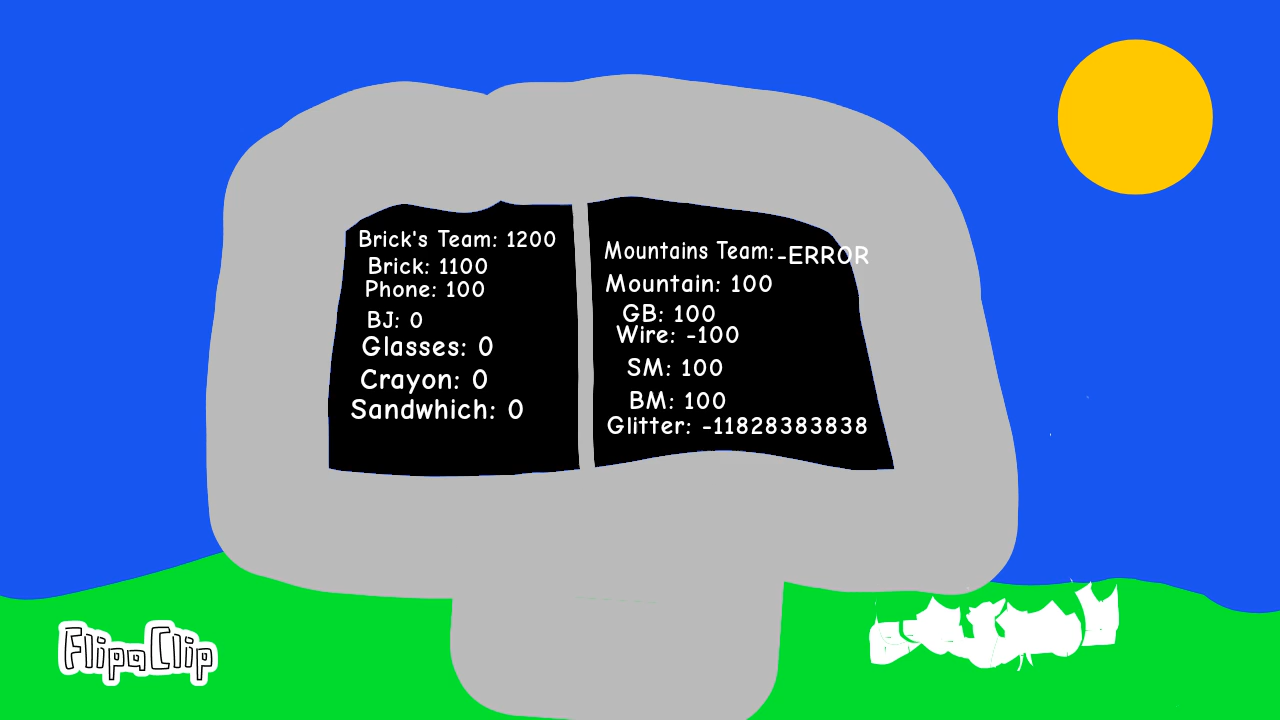 Brick's Team: 1200
Brick: 1100
Phone: 100
BJ: 0
Glasses: 0
Crayon: 0
Sandwhich: 0
Mountains Team: -ERROR
Mountain: 100
GB: 100
Wire: -100
SM: 100
BM: 100
Glitter: -11828383838
FlipaClip